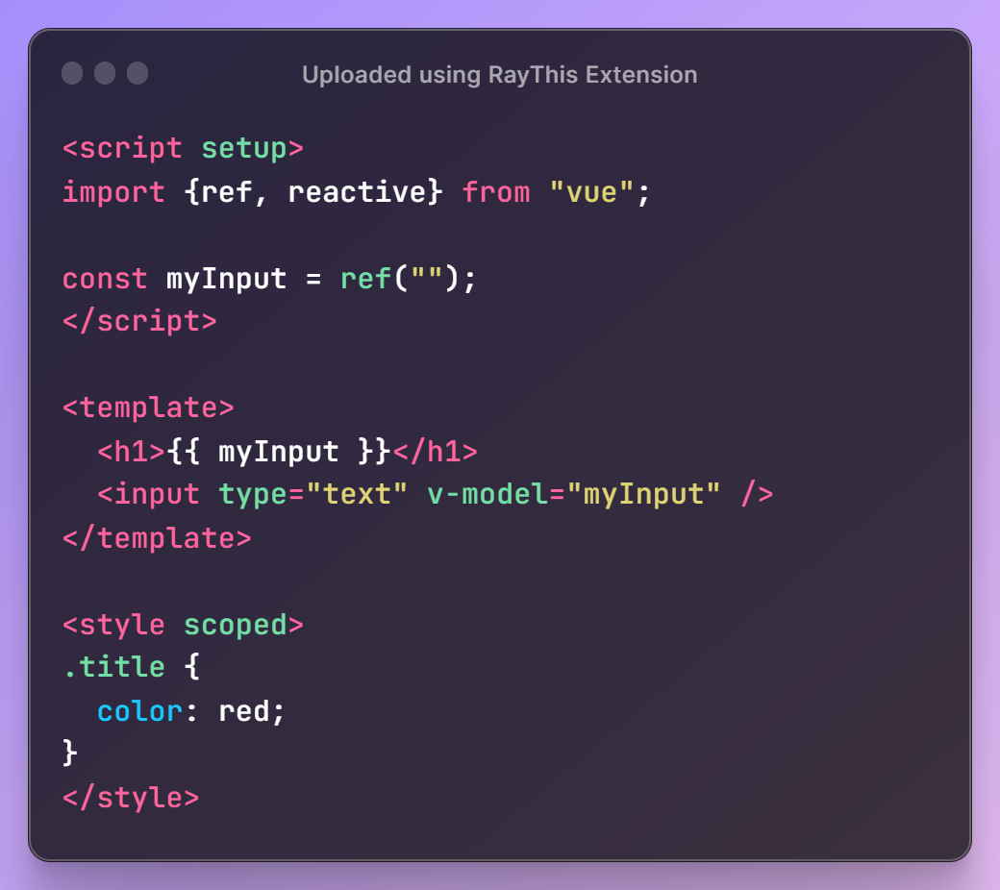 Uploaded using RayThis Extension
<script setup>
import {ref, reactive} from "vue";
const myInput = ref("");
</script>
<template>
  <h1>{{ myInput }}</h1>
  <input type="text" v-model="myInput" />
</template>
<style scoped>
.title {
  color: red;
}
</style>